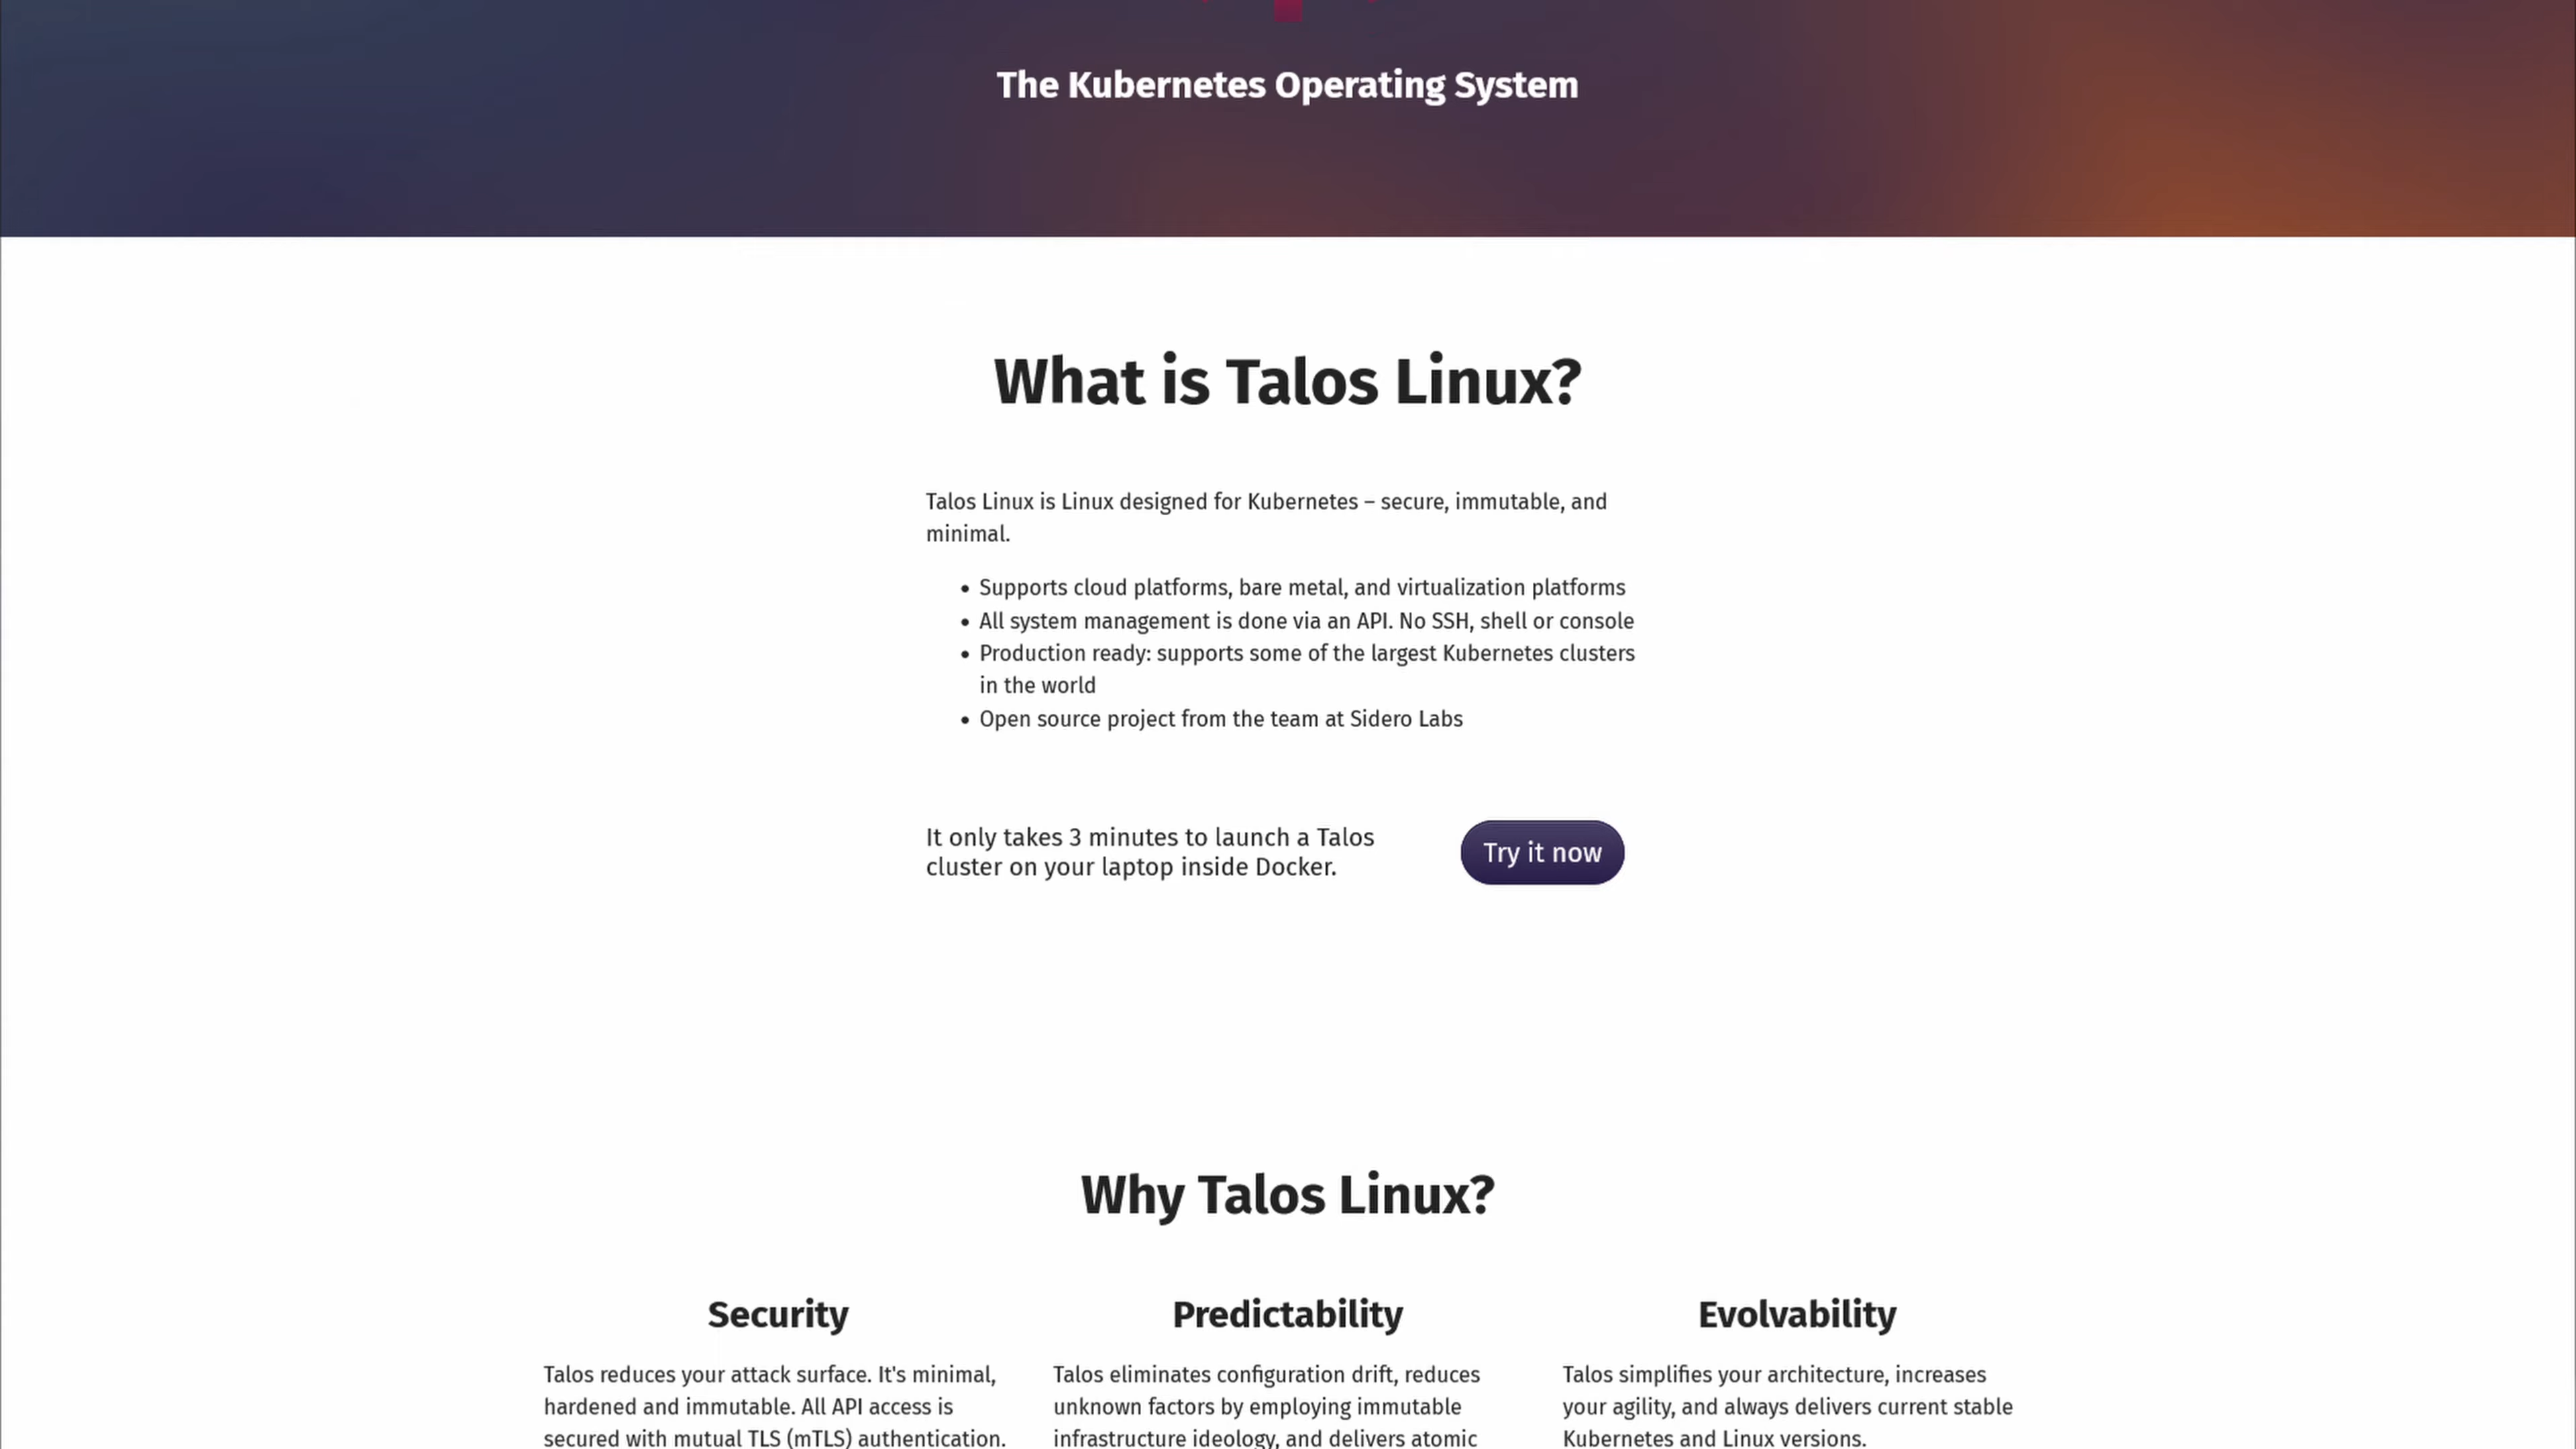 The Kubernetes Operating System
What is Talos Linux?
Talos Linux is Linux designed for Kubernetes – secure, immutable, and
minimal.
• Supports cloud platforms, bare metal, and virtualization platforms
• All system management is done via an API. No SSH, shell or console
• Production ready: supports some of the largest Kubernetes clusters
in the world
• Open source project from the team at Sidero Labs
It only takes 3 minutes to launch a Talos
cluster on your laptop inside Docker.
Try it now
Why Talos Linux?
Security
Talos reduces your attack surface. It's minimal,
hardened and immutable. All API access is
secured with mutual TLS (mTLS) authentication.
Predictability
Talos eliminates configuration drift, reduces
unknown factors by employing immutable
infrastructure ideology, and delivers atomic
Evolvability
Talos simplifies your architecture, increases
your agility, and always delivers current stable
Kubernetes and Linux versions.